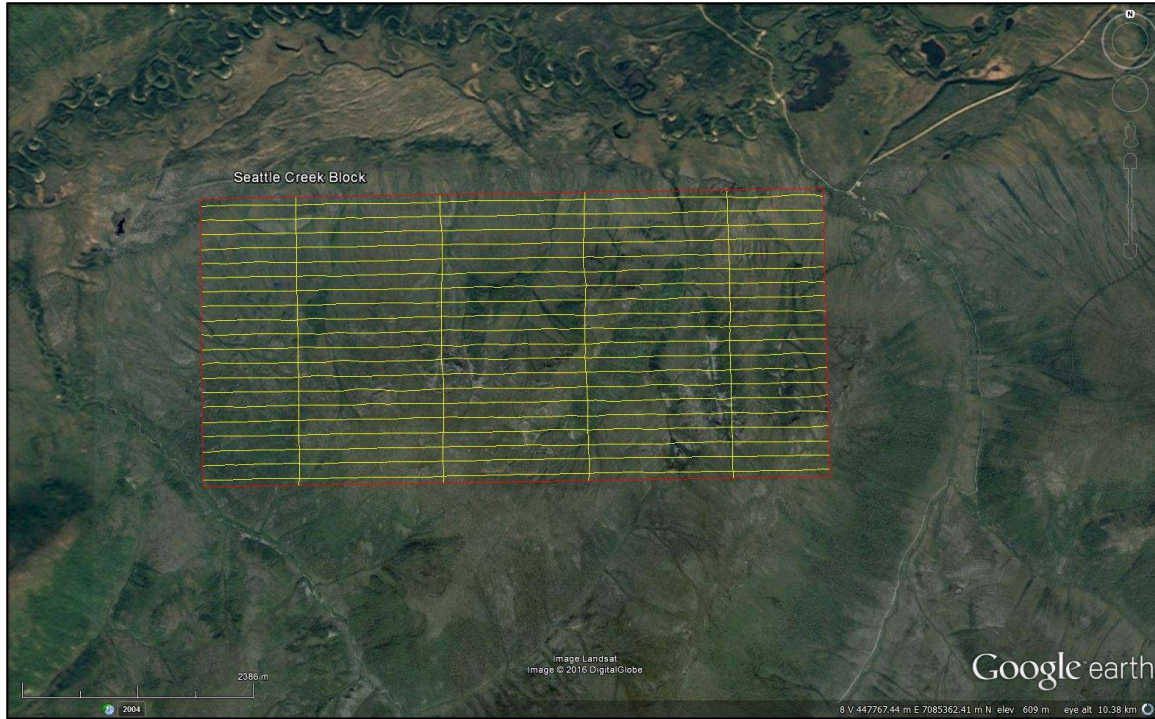 N
Seattle Creek Block
2386 m
Image Landsat
Image © 2016 DigitalGlobe
Google earth
2004
8 V 447767.44 m E 7085362.41 m N elev 609 m eye alt 10.38 km